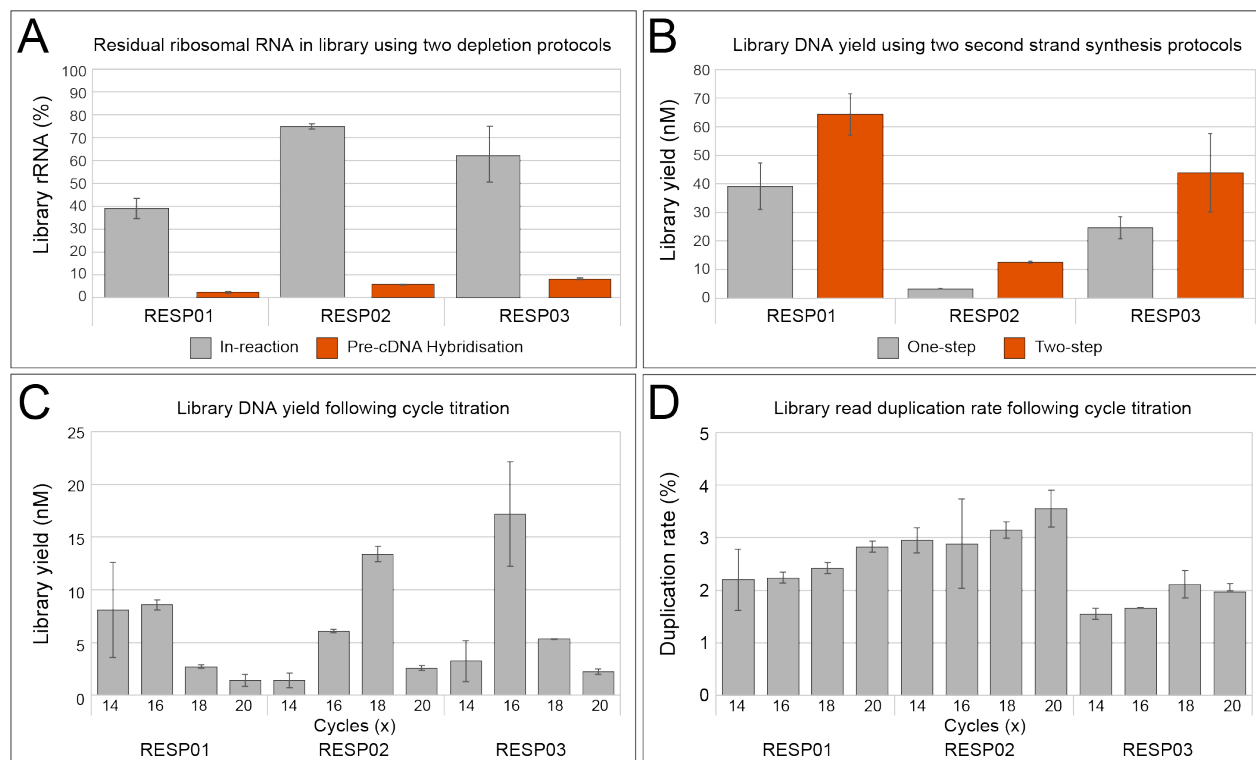 A
Residual ribosomal RNA in library using two depletion protocols
Library rRNA (%)
100
90
80
70
60
50
40
30
20
10
0
RESP01 RESP02 RESP03
In-reaction Pre-cDNA Hybridisation
B
Library DNA yield using two second strand synthesis protocols
Library yield (nM)
80
70
60
50
40
30
20
10
0
RESP01 RESP02 RESP03
One-step Two-step
C
Library DNA yield following cycle titration
Library yield (nM)
25
20
15
10
5
0
14 16 18 20 14 16 18 20 14 16 18 20
Cycles (x)
RESP01 RESP02 RESP03
D
Library read duplication rate following cycle titration
Duplication rate (%)
5
4
3
2
1
0
14 16 18 20 14 16 18 20 14 16 18 20
Cycles (x)
RESP01 RESP02 RESP03